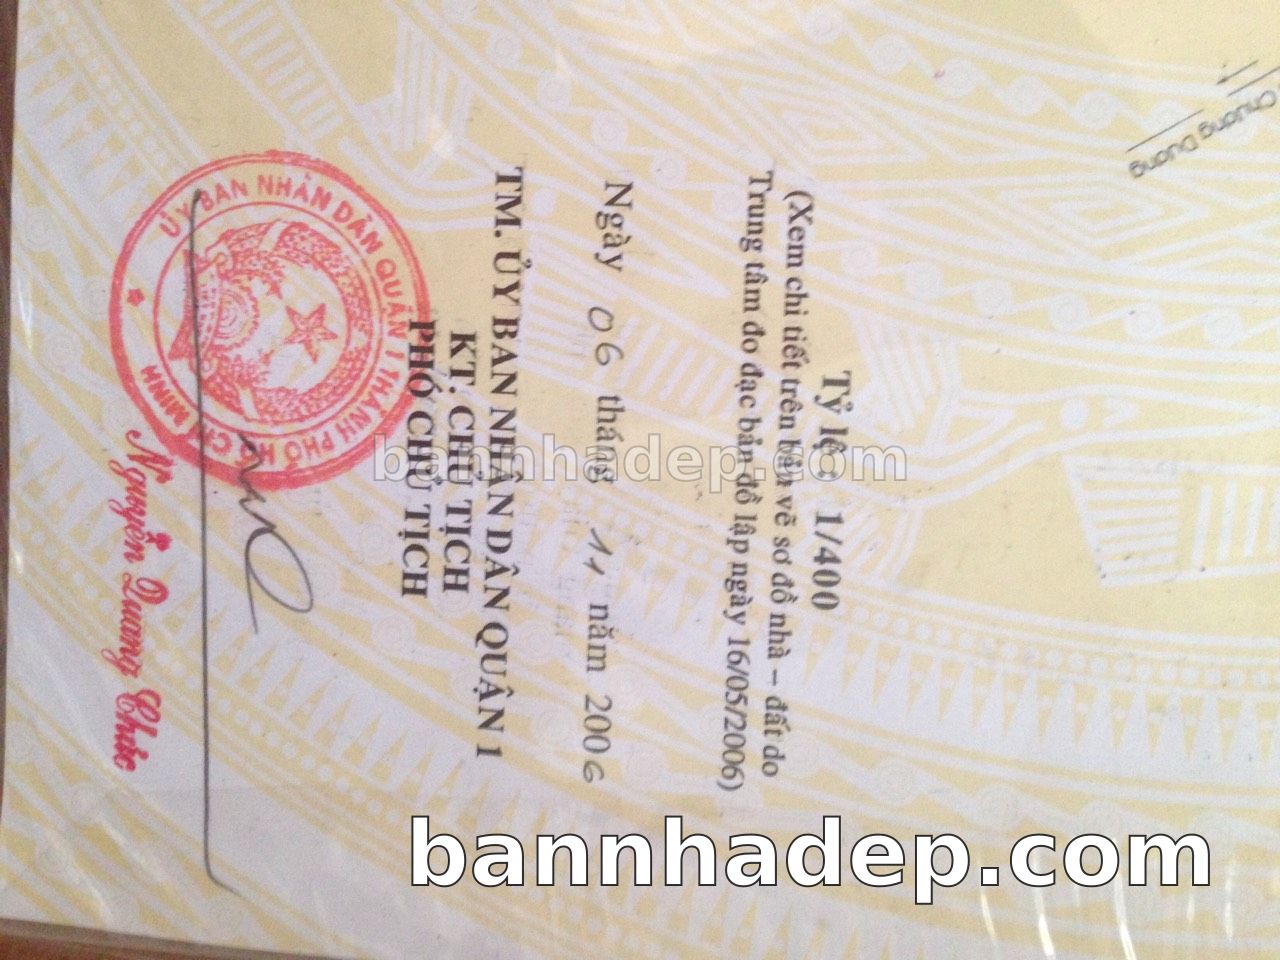 Chuong Duong
Tỷ lệ : 1/400
(Xem chi tiết trên bản vẽ sơ đồ nhà – đất do
Trung tâm đo đạc bản đồ lập ngày 16/05/2006)
Ngày 06 tháng 11 năm 2006
TM. ỦY BAN NHÂN DÂN QUẬN 1
KT. CHỦ TỊCH
PHÓ CHỦ TỊCH
ỦY BAN NHÂN DÂN QUẬN 1 THÀNH PHỐ HỒ CHÍ MINH
Nguyễn Dương Chức
bannhadep.com
bannhadep.com